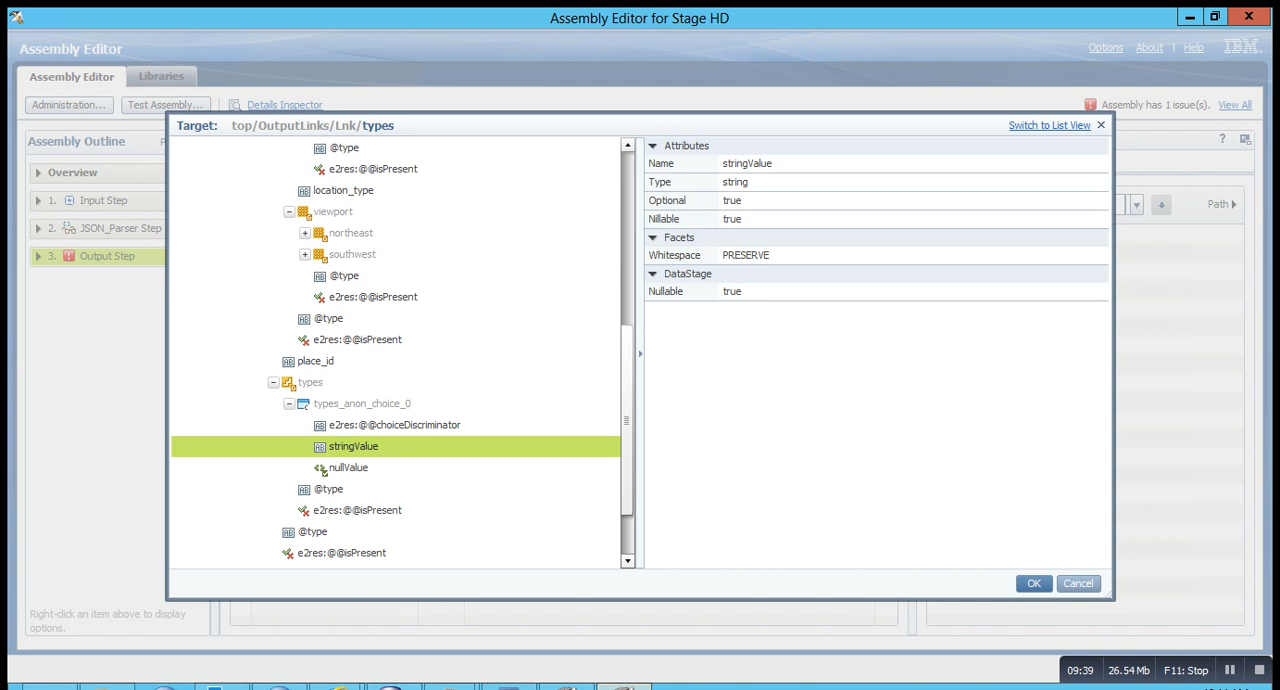 Assembly Editor for Stage HD
Assembly Editor
Options About Help IBM
Assembly Editor Libraries
Administration... Test Assembly... Details Inspector Assembly has 1 issue(s). View All
Target: top/OutputLinks/Lnk/types Switch to List View
Assembly Outline
Overview
1. Input Step
2. JSON_Parser Step
3. Output Step
Right-click an item above to display
options.
@type
e2res:@@isPresent
location_type
viewport
northeast
southwest
@type
e2res:@@isPresent
@type
e2res:@@isPresent
place_id
types
types_anon_choice_0
e2res:@@choiceDiscriminator
stringValue
nullValue
@type
e2res:@@isPresent
@type
e2res:@@isPresent
Attributes
Name stringValue
Type string
Optional true
Nillable true
Facets
Whitespace PRESERVE
DataStage
Nullable true
Path
OK Cancel
09:39 26.54 Mb F11: Stop